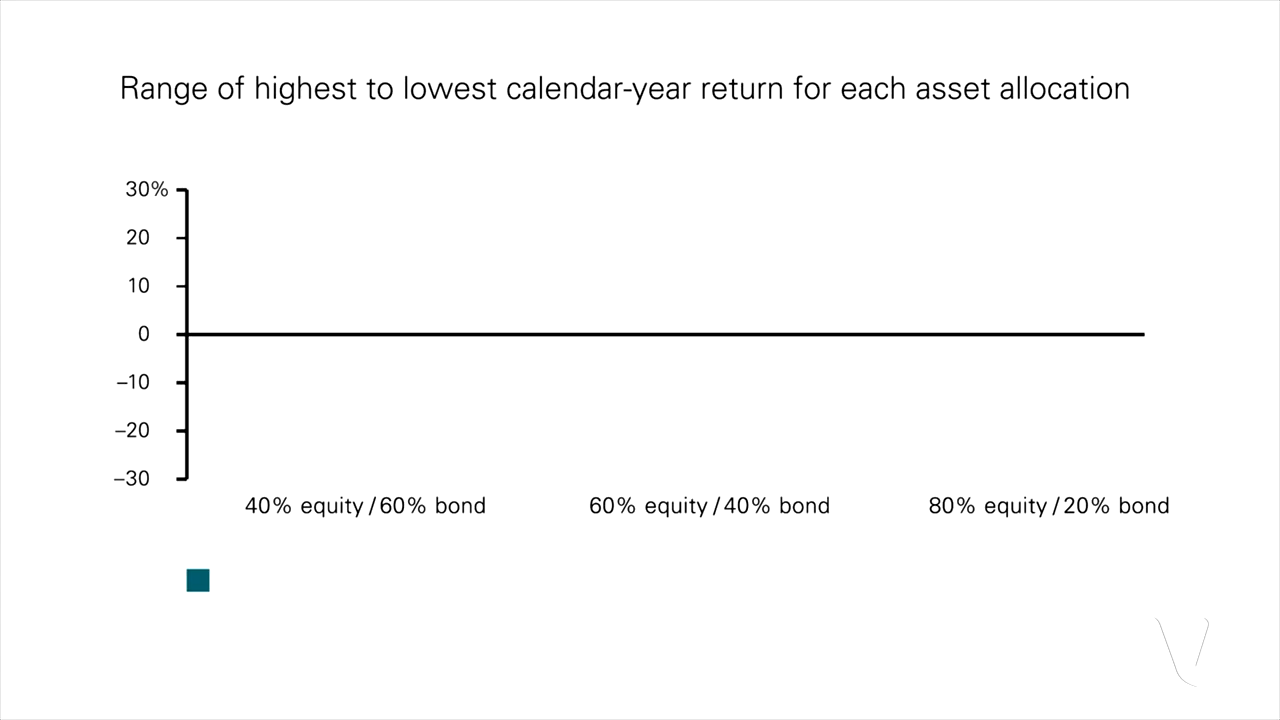 Range of highest to lowest calendar-year return for each asset allocation
30%
20
10
0
–10
–20
–30
40% equity / 60% bond
60% equity / 40% bond
80% equity / 20% bond